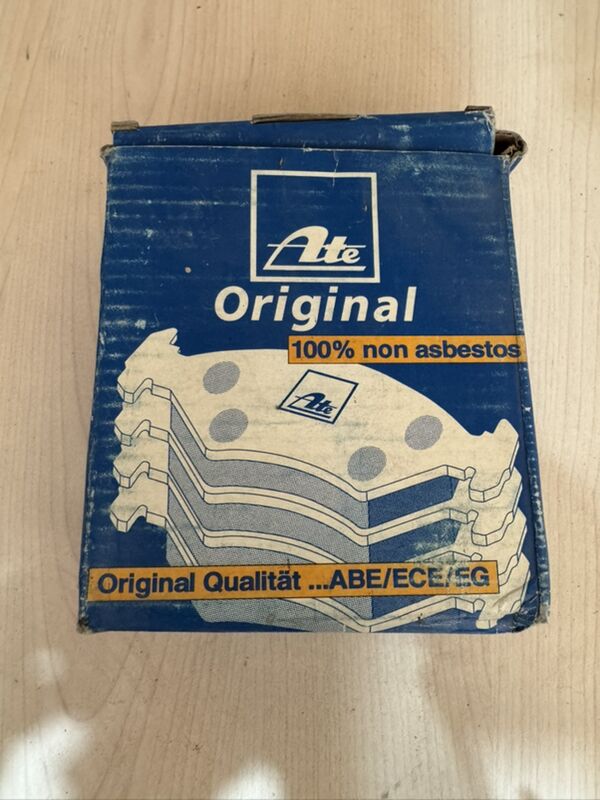 Ate
Original
100% non asbestos
Ate
Original Qualität ...ABE/ECE/EG